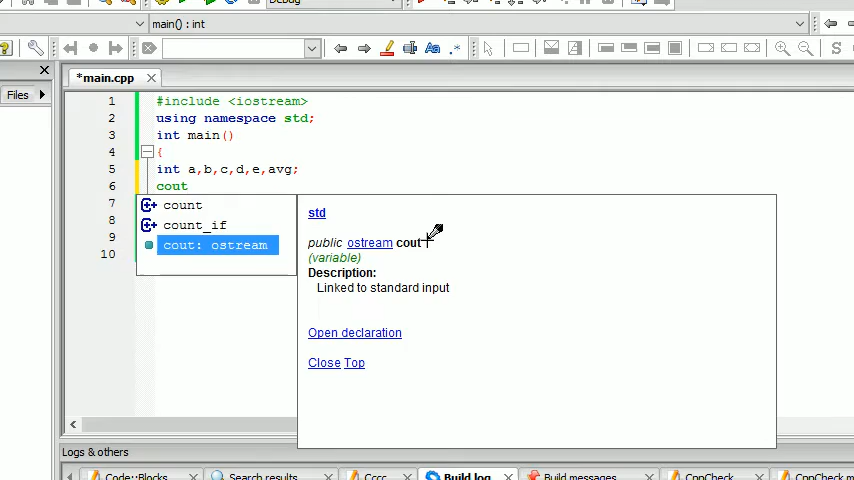 Debug
main() : int
Aa .*
S
*main.cpp
Files
1 #include <iostream>
2 using namespace std;
3 int main()
4 {
5 int a,b,c,d,e,avg;
6 cout
7
8
9
10
count
count_if
cout: ostream
std
public ostream cout
(variable)
Description:
Linked to standard input
Open declaration
Close Top
Logs & others
Code::Blocks
Search results
Cccc
Build log
Build messages
CppCheck
CppCheck m